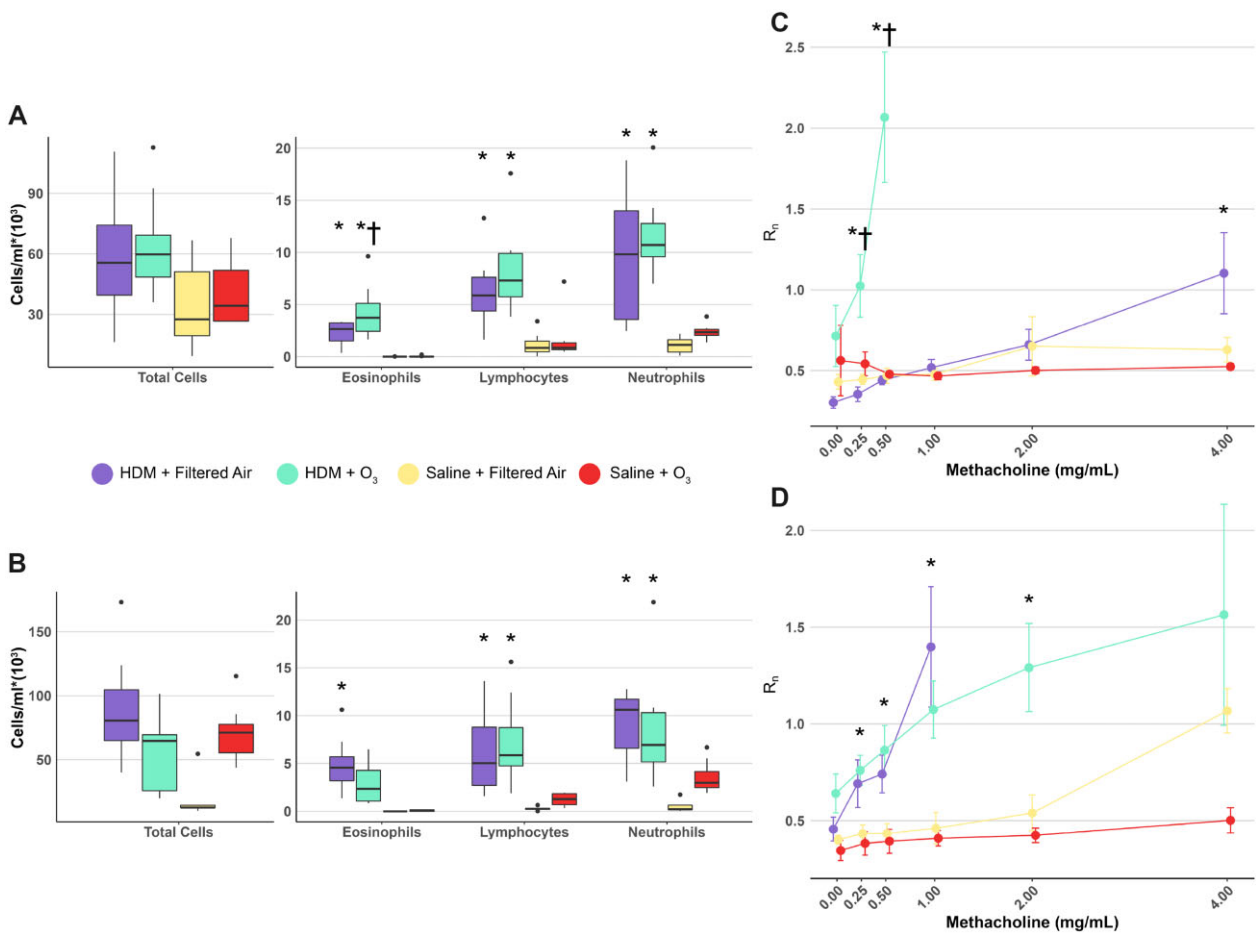 A
Cells/ml*(10³)
90
60
30
Total Cells
20
15
10
5
0
* *† * * * *
Eosinophils
Lymphocytes
Neutrophils
HDM + Filtered Air
HDM + O₃
Saline + Filtered Air
Saline + O₃
B
Cells/ml*(10³)
150
100
50
Total Cells
20
15
10
5
0
* * * * *
Eosinophils
Lymphocytes
Neutrophils
C
Rₙ
2.5
2.0
1.5
1.0
0.5
*†
*†
*
0.00
0.25
0.50
1.00
2.00
4.00
Methacholine (mg/mL)
D
Rₙ
2.0
1.5
1.0
0.5
*
*
*
*
0.00
0.25
0.50
1.00
2.00
4.00
Methacholine (mg/mL)